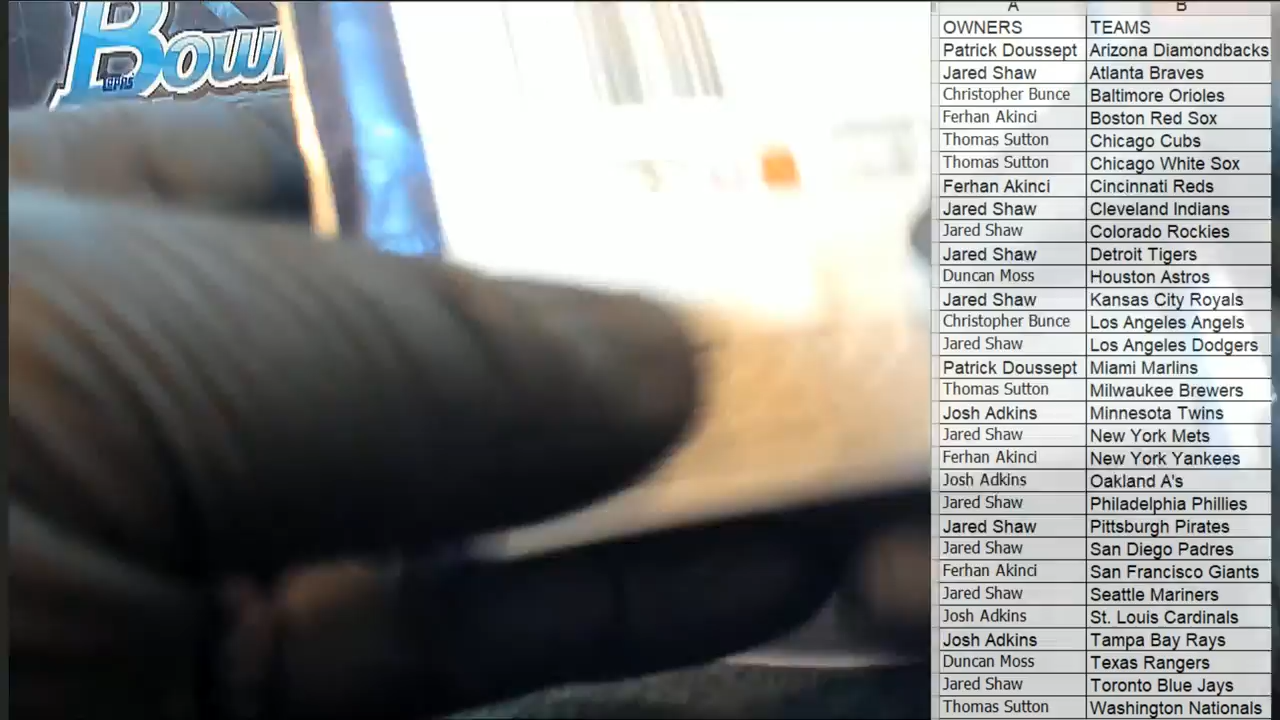 BOW
TOPPS
A B
OWNERS TEAMS
Patrick Doussept Arizona Diamondbacks
Jared Shaw Atlanta Braves
Christopher Bunce Baltimore Orioles
Ferhan Akinci Boston Red Sox
Thomas Sutton Chicago Cubs
Thomas Sutton Chicago White Sox
Ferhan Akinci Cincinnati Reds
Jared Shaw Cleveland Indians
Jared Shaw Colorado Rockies
Jared Shaw Detroit Tigers
Duncan Moss Houston Astros
Jared Shaw Kansas City Royals
Christopher Bunce Los Angeles Angels
Jared Shaw Los Angeles Dodgers
Patrick Doussept Miami Marlins
Thomas Sutton Milwaukee Brewers
Josh Adkins Minnesota Twins
Jared Shaw New York Mets
Ferhan Akinci New York Yankees
Josh Adkins Oakland A's
Jared Shaw Philadelphia Phillies
Jared Shaw Pittsburgh Pirates
Jared Shaw San Diego Padres
Ferhan Akinci San Francisco Giants
Jared Shaw Seattle Mariners
Josh Adkins St. Louis Cardinals
Josh Adkins Tampa Bay Rays
Duncan Moss Texas Rangers
Jared Shaw Toronto Blue Jays
Thomas Sutton Washington Nationals